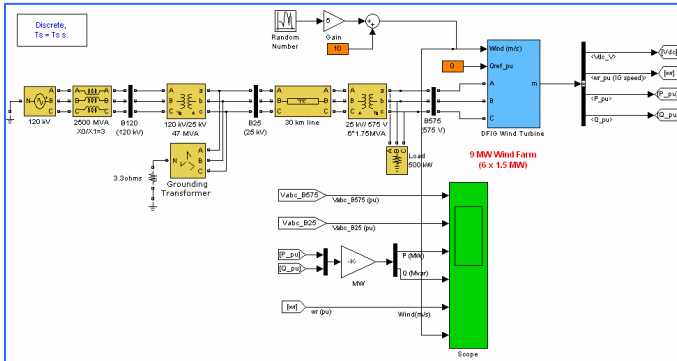 Discrete,
Ts = Ts s.
Random
Number
5
Gain
10
0
Wind (m/s)
Qref_pu
A
B
C
m
DFIG Wind Turbine
<Vdc_V>
<wr_pu (IG speed)>
<P_pu>
<Q_pu>
[Vdc]
[wr]
[P_pu]
[Q_pu]
N
A
B
C
120 kV
A
B
C
A
B
C
2500 MVA
X0/X1=3
A
B
C
a
b
c
B120
(120 kV)
A
B
C
a
b
c
120 kV/25 kV
47 MVA
A
B
C
a
b
c
B25
(25 kV)
30 km line
A
B
C
a
b
c
25 kV/ 575 V
6*1.75MVA
B575
(575 V)
A
B
C
Load
500 kW
3.3ohms
N
A
B
C
Grounding
Transformer
9 MW Wind Farm
(6 x 1.5 MW)
Vabc_B575
Vabc_B575 (pu)
Vabc_B25
Vabc_B25 (pu)
[P_pu]
[Q_pu]
-K-
MW
P (MW)
Q (Mvar)
[wr]
wr (pu)
Wind(m/s)
Scope